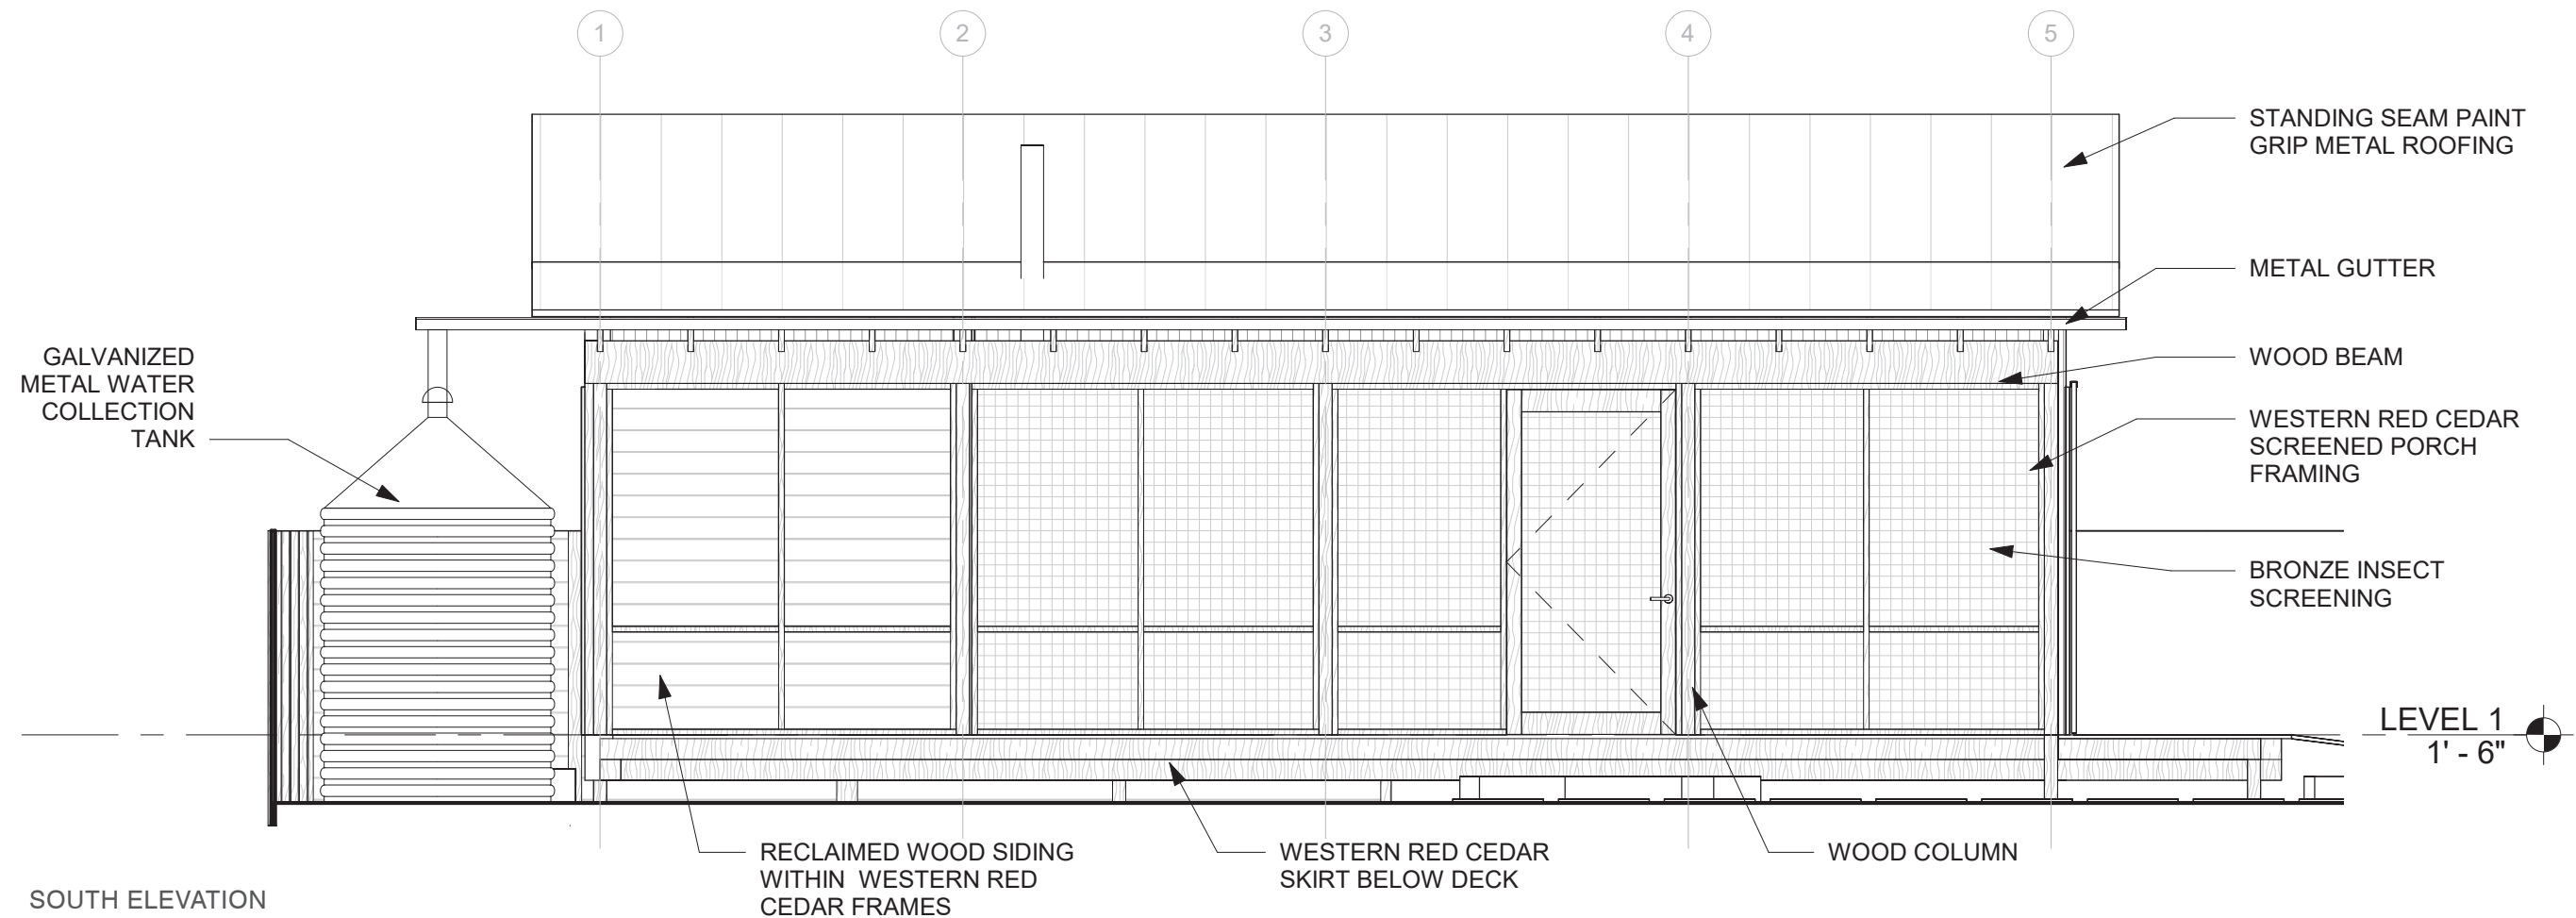 1
2
3
4
5
STANDING SEAM PAINT
GRIP METAL ROOFING
METAL GUTTER
GALVANIZED
METAL WATER
COLLECTION
TANK
WOOD BEAM
WESTERN RED CEDAR
SCREENED PORCH
FRAMING
BRONZE INSECT
SCREENING
LEVEL 1
1' - 6"
RECLAIMED WOOD SIDING
WITHIN WESTERN RED
CEDAR FRAMES
WESTERN RED CEDAR
SKIRT BELOW DECK
WOOD COLUMN
SOUTH ELEVATION